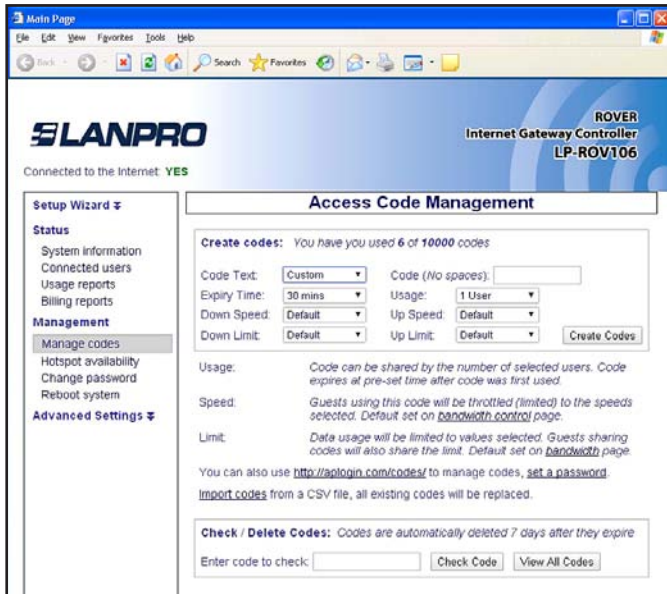 Main Page
File Edit View Favorites Tools Help
Back Search Favorites
LANPRO
ROVER
Internet Gateway Controller
LP-ROV106
Connected to the Internet: YES
Setup Wizard
Status
System information
Connected users
Usage reports
Billing reports
Management
Manage codes
Hotspot availability
Change password
Reboot system
Advanced Settings
Access Code Management
Create codes: You have you used 6 of 10000 codes
Code Text: Custom Code (No spaces):
Expiry Time: 30 mins Usage: 1 User
Down Speed: Default Up Speed: Default
Down Limit: Default Up Limit: Default Create Codes
Usage: Code can be shared by the number of selected users. Code
expires at pre-set time after code was first used.
Speed: Guests using this code will be throttled (limited) to the speeds
selected. Default set on bandwidth control page.
Limit: Data usage will be limited to values selected. Guests sharing
codes will also share the limit. Default set on bandwidth page.
You can also use http://aplogin.com/codes/ to manage codes, set a password.
Import codes from a CSV file, all existing codes will be replaced.
Check / Delete Codes: Codes are automatically deleted 7 days after they expire
Enter code to check: Check Code View All Codes